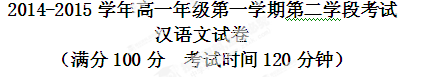 2014-2015 学年高一年级第一学期第二学段考试
汉语文试卷
（满分 100 分　考试时间 120 分钟）